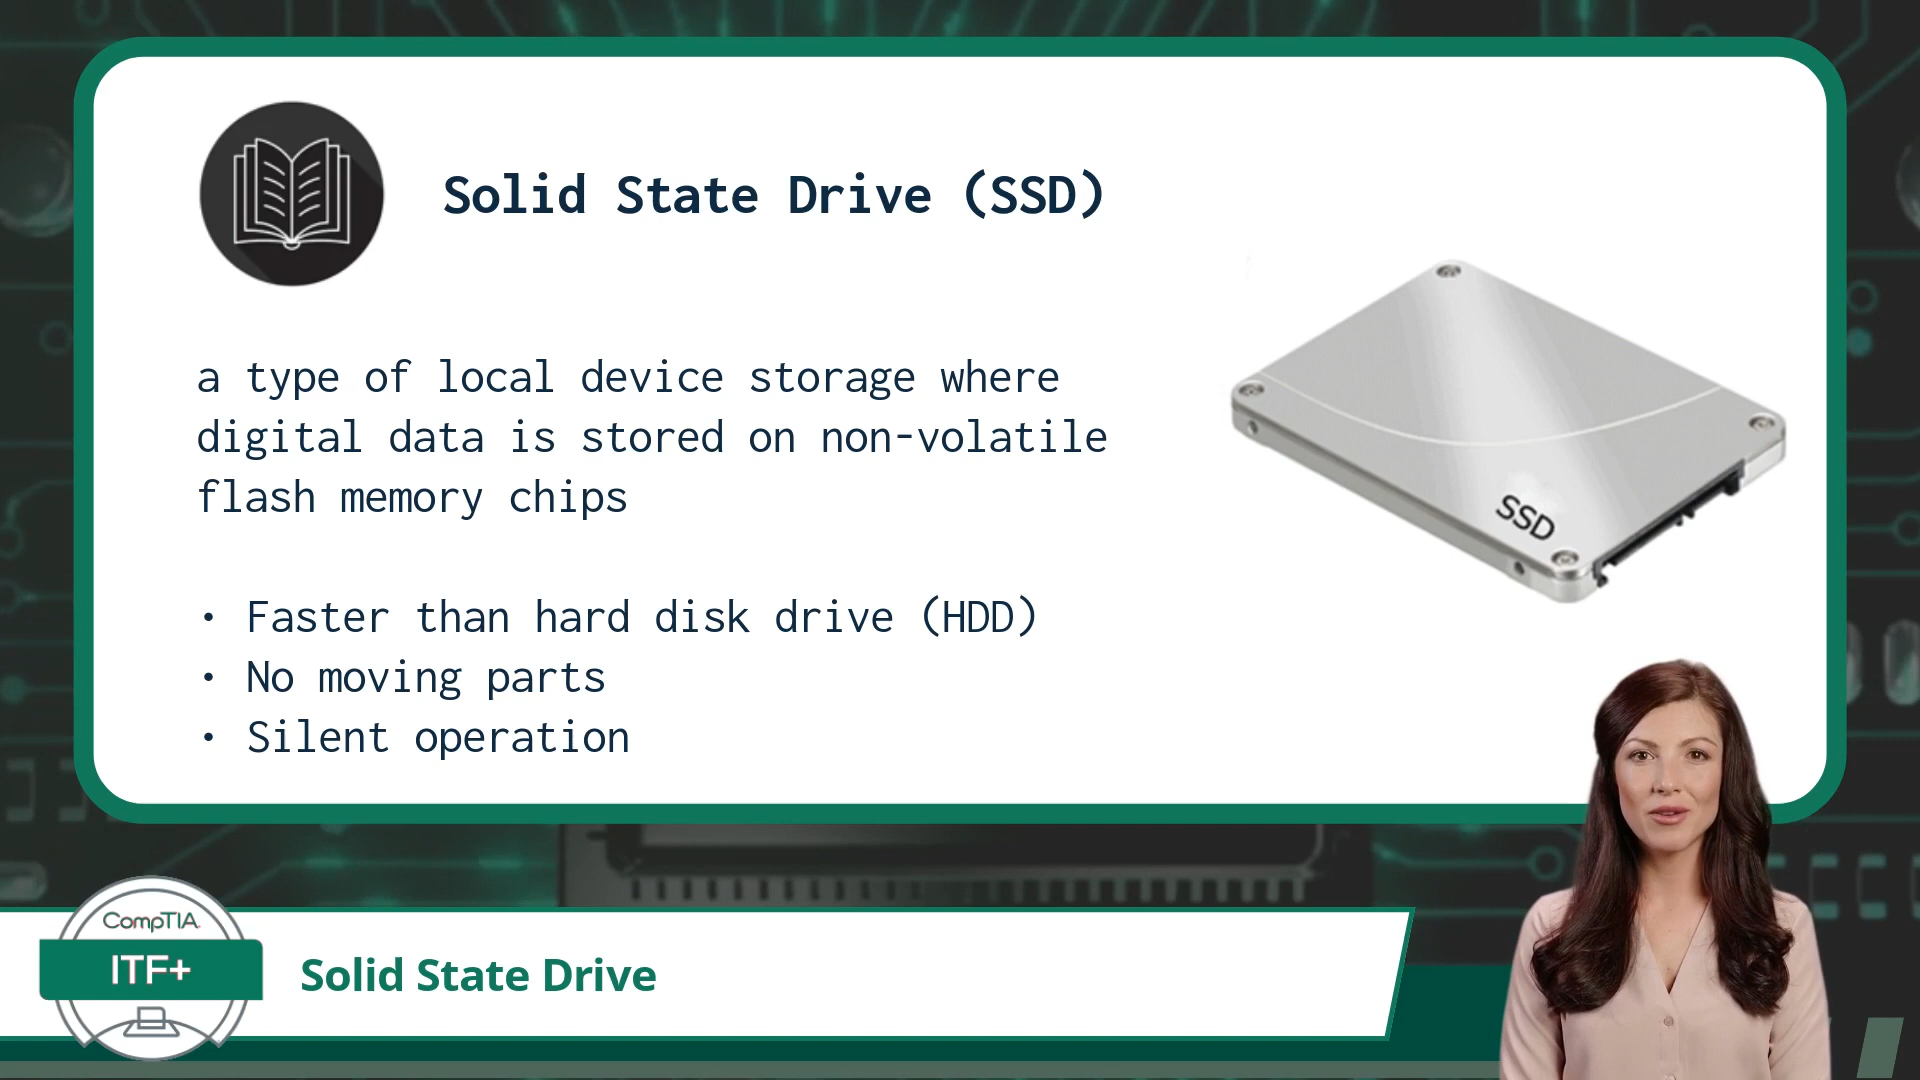 Solid State Drive (SSD)
a type of local device storage where
digital data is stored on non-volatile
flash memory chips
• Faster than hard disk drive (HDD)
• No moving parts
• Silent operation
SSD
CompTIA
ITF+
Solid State Drive